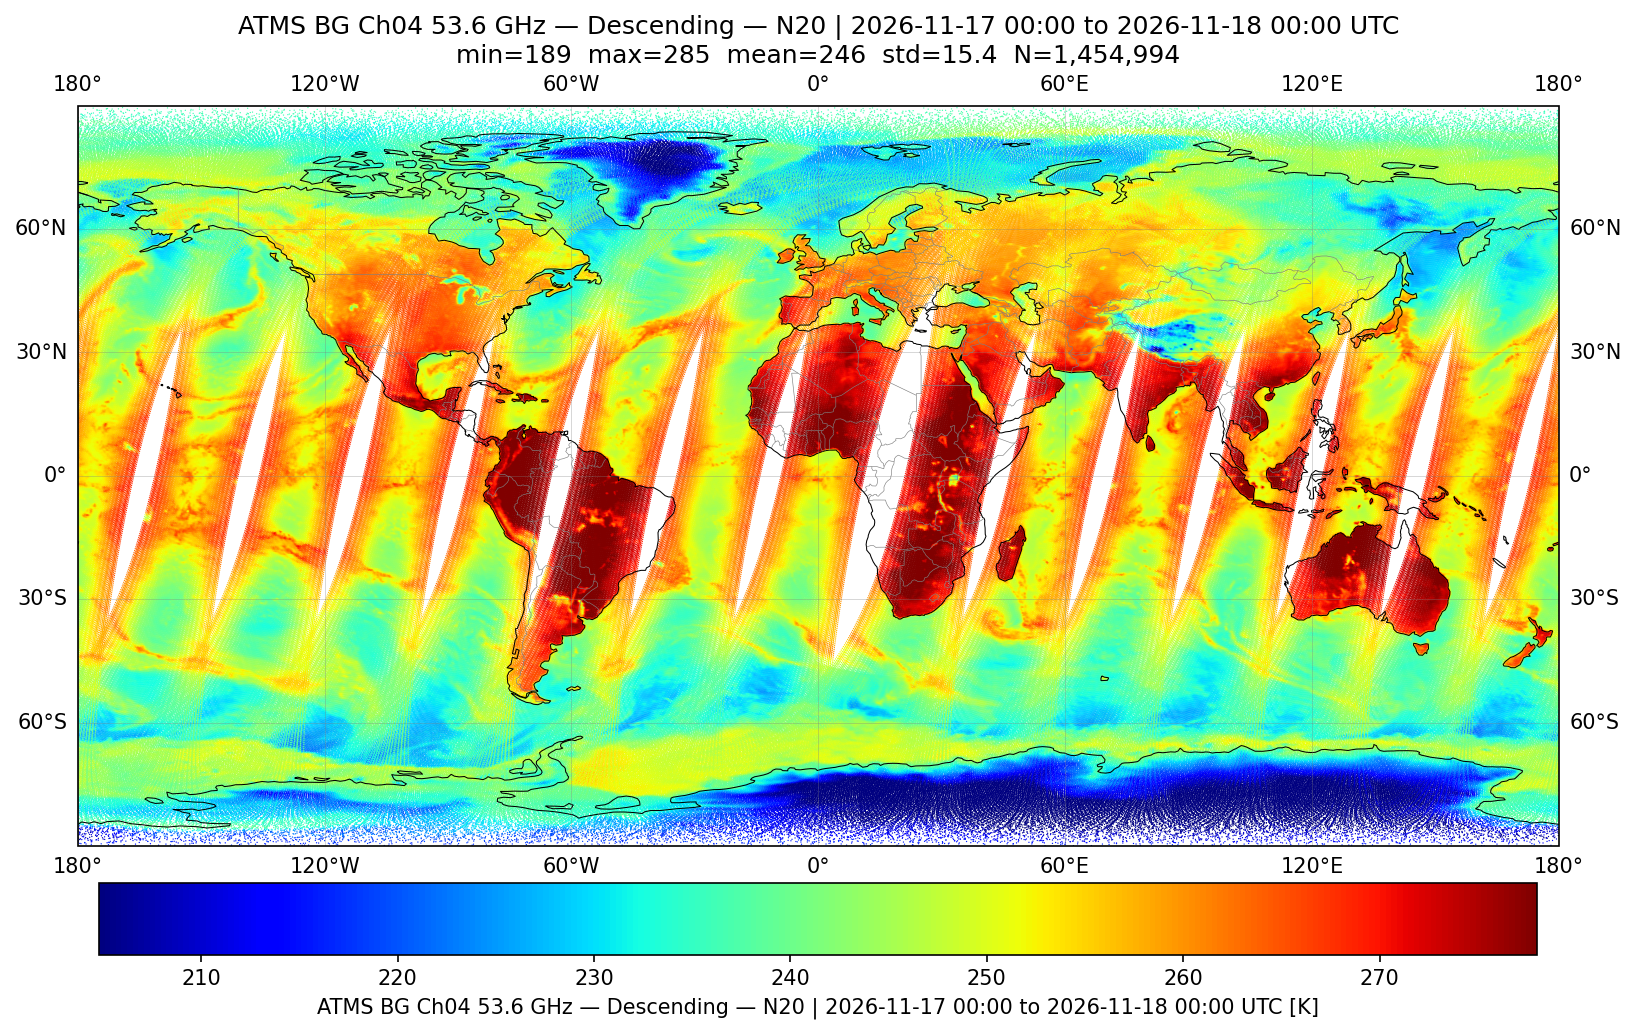 ATMS BG Ch04 53.6 GHz — Descending — N20 | 2026-11-17 00:00 to 2026-11-18 00:00 UTC
min=189  max=285  mean=246  std=15.4  N=1,454,994
180° 120°W 60°W 0° 60°E 120°E 180°
60°N 60°N
30°N 30°N
0° 0°
30°S 30°S
60°S 60°S
180° 120°W 60°W 0° 60°E 120°E 180°
210 220 230 240 250 260 270
ATMS BG Ch04 53.6 GHz — Descending — N20 | 2026-11-17 00:00 to 2026-11-18 00:00 UTC [K]